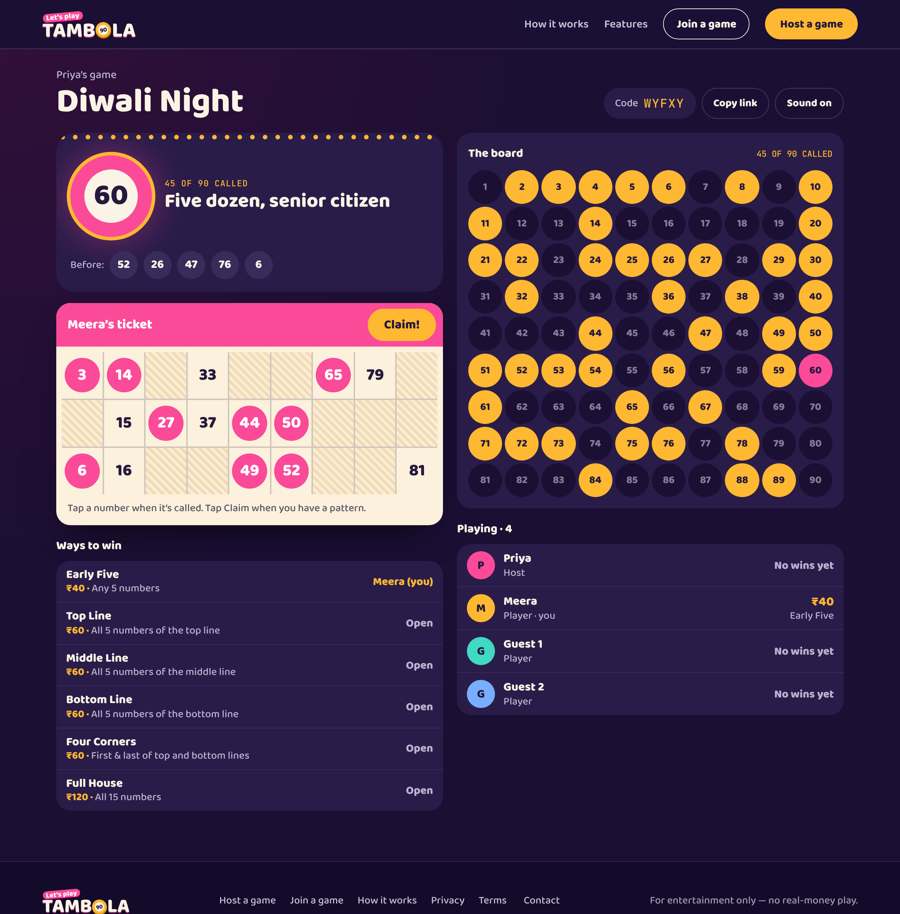 Let's play
TAMBOLA
90
How it works
Features
Join a game
Host a game
Priya's game
Diwali Night
Code WYFXY
Copy link
Sound on
60
45 OF 90 CALLED
Five dozen, senior citizen
Before: 52 26 47 76 6
Meera's ticket
Claim!
3 14 33 65 79
15 27 37 44 50
6 16 49 52 81
Tap a number when it's called. Tap Claim when you have a pattern.
Ways to win
Early Five
₹40 · Any 5 numbers
Meera (you)
Top Line
₹60 · All 5 numbers of the top line
Open
Middle Line
₹60 · All 5 numbers of the middle line
Open
Bottom Line
₹60 · All 5 numbers of the bottom line
Open
Four Corners
₹60 · First & last of top and bottom lines
Open
Full House
₹120 · All 15 numbers
Open
The board
45 OF 90 CALLED
1 2 3 4 5 6 7 8 9 10
11 12 13 14 15 16 17 18 19 20
21 22 23 24 25 26 27 28 29 30
31 32 33 34 35 36 37 38 39 40
41 42 43 44 45 46 47 48 49 50
51 52 53 54 55 56 57 58 59 60
61 62 63 64 65 66 67 68 69 70
71 72 73 74 75 76 77 78 79 80
81 82 83 84 85 86 87 88 89 90
Playing · 4
P
Priya
Host
No wins yet
M
Meera
Player · you
₹40
Early Five
G
Guest 1
Player
No wins yet
G
Guest 2
Player
No wins yet
Let's play
TAMBOLA
90
Host a game
Join a game
How it works
Privacy
Terms
Contact
For entertainment only — no real-money play.